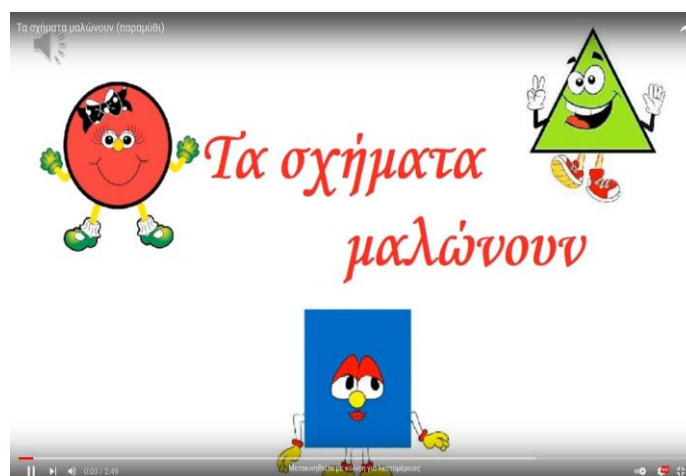 Τα σχήματα μαλώνουν (παραμύθι)
Τα σχήματα
μαλώνουν
0:03 / 2:49
Μετακινηθείτε με κύλιση για λεπτομέρειες